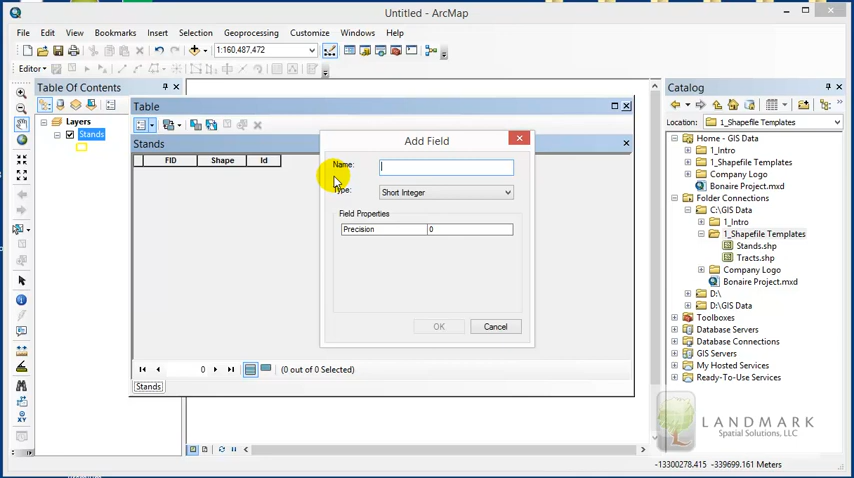 Untitled - ArcMap
File Edit View Bookmarks Insert Selection Geoprocessing Customize Windows Help
1:160,487,472
Editor
Table Of Contents
Layers
Stands
Table
Stands
FID Shape Id
0 (0 out of 0 Selected)
Stands
Add Field
Name:
Type: Short Integer
Field Properties
Precision 0
OK Cancel
Catalog
Location: 1_Shapefile Templates
Home - GIS Data
1_Intro
1_Shapefile Templates
Company Logo
Bonaire Project.mxd
Folder Connections
C:\GIS Data
1_Intro
1_Shapefile Templates
Stands.shp
Tracts.shp
Company Logo
Bonaire Project.mxd
D:\
D:\GIS Data
Toolboxes
Database Servers
Database Connections
GIS Servers
My Hosted Services
Ready-To-Use Services
LANDMARK
Spatial Solutions, LLC
-13300278.415 -339699.161 Meters